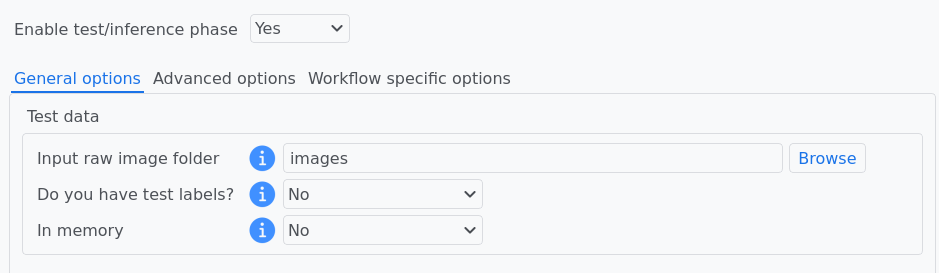 Enable test/inference phase Yes
General options Advanced options Workflow specific options
Test data
Input raw image folder i images Browse
Do you have test labels? i No
In memory i No